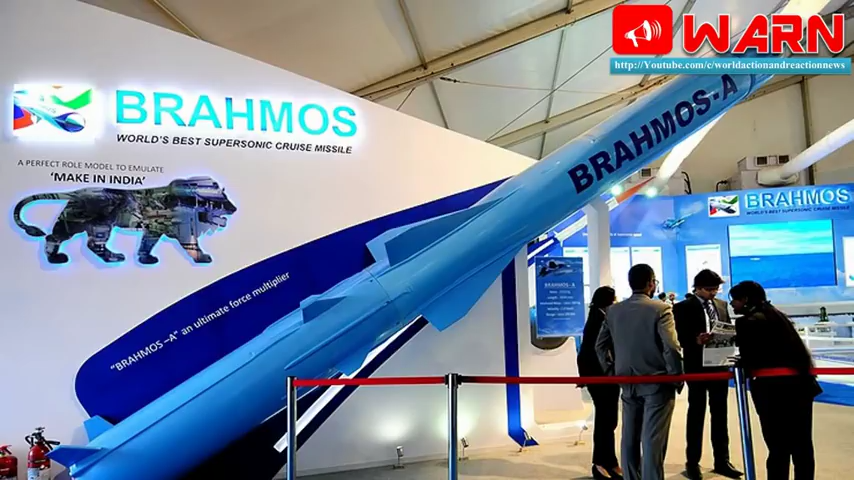 WARN
http://Youtube.com/c/worldactionandreactionnews
BRAHMOS
WORLD'S BEST SUPERSONIC CRUISE MISSILE
A PERFECT ROLE MODEL TO EMULATE
'MAKE IN INDIA'
BRAHMOS-A
"BRAHMOS –A" an ultimate force multiplier
BRAHMOS
WORLD'S BEST SUPERSONIC CRUISE MISSILE
BRAHMOS-A